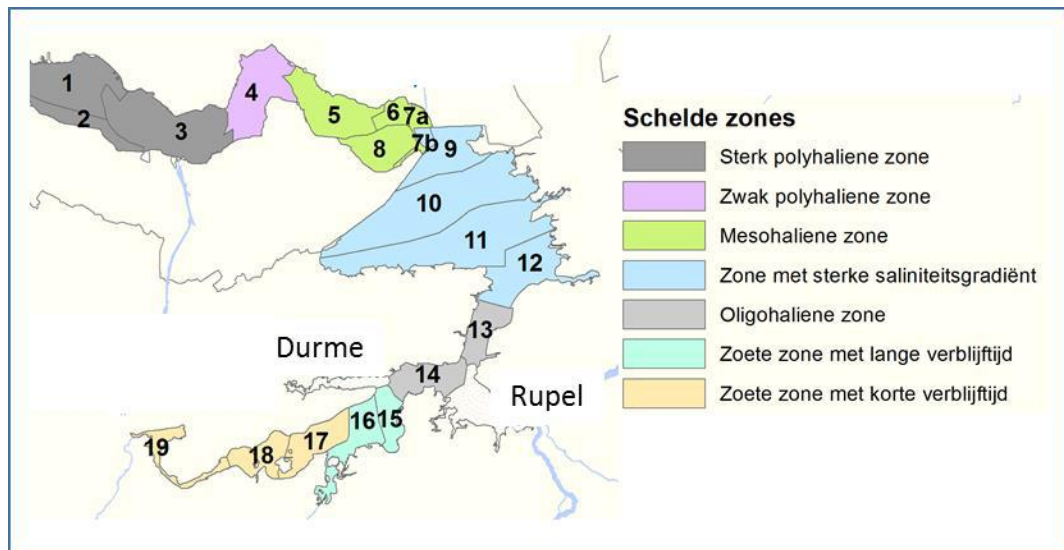 1
2
3
4
5
6
7a
7b
8
9
10
11
12
13
14
15
16
17
18
19
Durme
Rupel
Schelde zones
Sterk polyhaliene zone
Zwak polyhaliene zone
Mesohaliene zone
Zone met sterke saliniteitsgradiënt
Oligohaliene zone
Zoete zone met lange verblijftijd
Zoete zone met korte verblijftijd